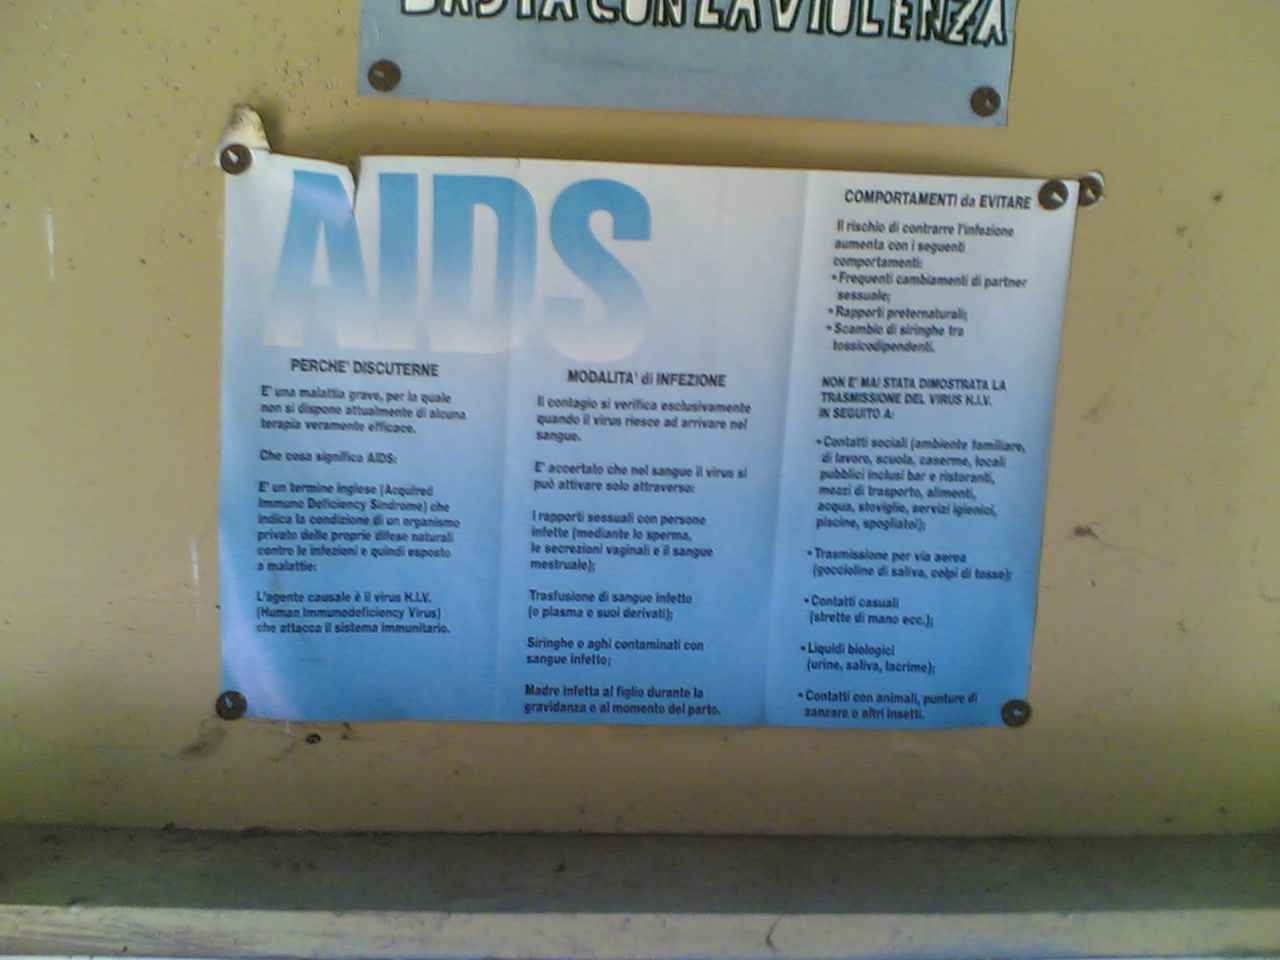 BASTA CON LA VIOLENZA
AIDS
PERCHE' DISCUTERNE
E' una malattia grave, per la quale
non si dispone attualmente di alcuna
terapia veramente efficace.
Che cosa significa AIDS:
E' un termine inglese (Acquired
Immuno Deficiency Sindrome) che
indica la condizione di un organismo
privato delle proprie difese naturali
contro le infezioni e quindi esposto
a malattie:
L'agente causale è il virus H.I.V.
(Human Immunodeficiency Virus)
che attacca il sistema immunitario.
MODALITA' di INFEZIONE
Il contagio si verifica esclusivamente
quando il virus riesce ad arrivare nel
sangue.
E' accertato che nel sangue il virus si
può attivare solo attraverso:
I rapporti sessuali con persone
infette (mediante lo sperma,
le secrezioni vaginali e il sangue
mestruale);
Trasfusione di sangue infetto
(o plasma o suoi derivati);
Siringhe o aghi contaminati con
sangue infetto;
Madre infetta al figlio durante la
gravidanza o al momento del parto.
COMPORTAMENTI da EVITARE
Il rischio di contrarre l'infezione
aumenta con i seguenti
comportamenti:
• Frequenti cambiamenti di partner
sessuale;
• Rapporti preternaturali;
• Scambio di siringhe tra
tossicodipendenti.
NON E' MAI STATA DIMOSTRATA LA
TRASMISSIONE DEL VIRUS H.I.V.
IN SEGUITO A:
• Contatti sociali (ambiente familiare,
di lavoro, scuola, caserme, locali
pubblici inclusi bar e ristoranti,
mezzi di trasporto, alimenti,
acqua, stoviglie, servizi igienici,
piscine, spogliatoi);
• Trasmissione per via aerea
(goccioline di saliva, colpi di tosse);
• Contatti casuali
(strette di mano ecc.);
• Liquidi biologici
(urine, saliva, lacrime);
• Contatti con animali, punture di
zanzare o altri insetti.